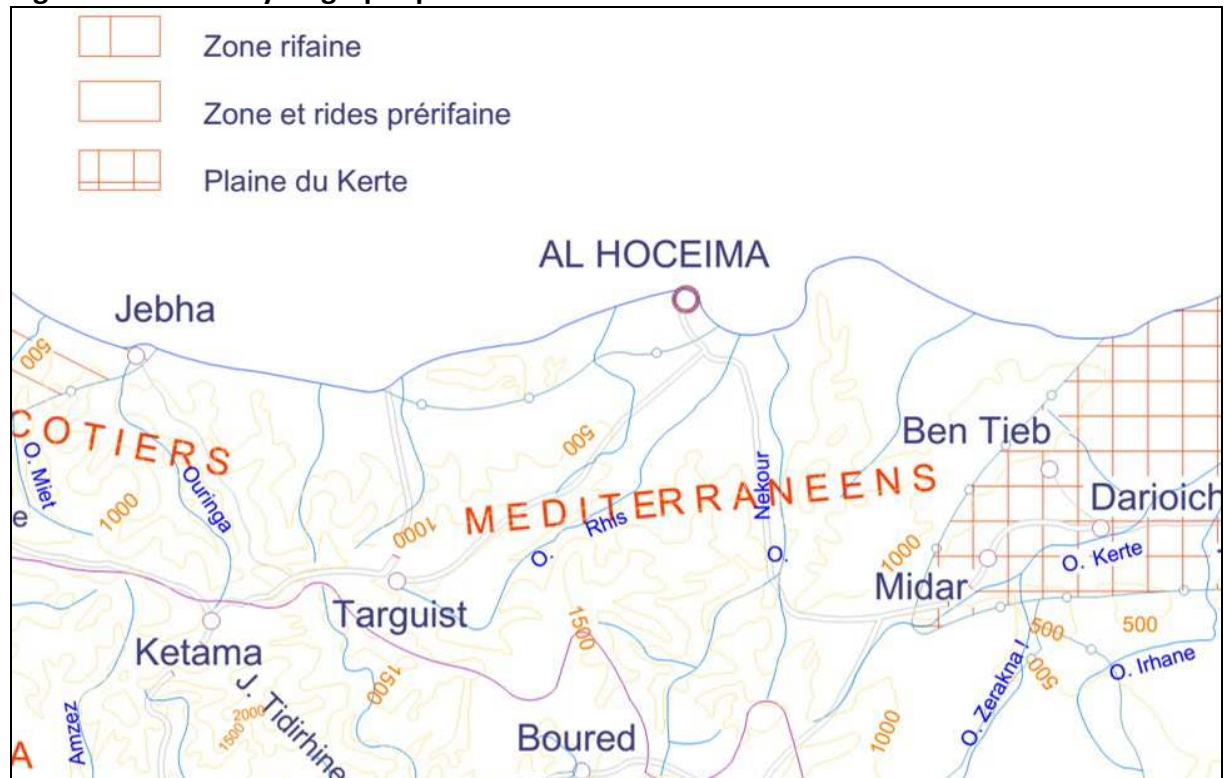 Zone rifaine
Zone et rides prérifaine
Plaine du Kerte
AL HOCEIMA
Jebha
500
COTIERS
O. Miet
1000
Ouringa
500
1000
MEDITERRANEENS
O. Rhis
O. Nekour
Ben Tieb
Darioich
1000
Midar
O. Kerte
e
Targuist
1500
Ketama
J. Tidirhine
1500
2000
1500
Amzez
A
Boured
1000
500
500
500
O. Zerakna !
O. Irhane